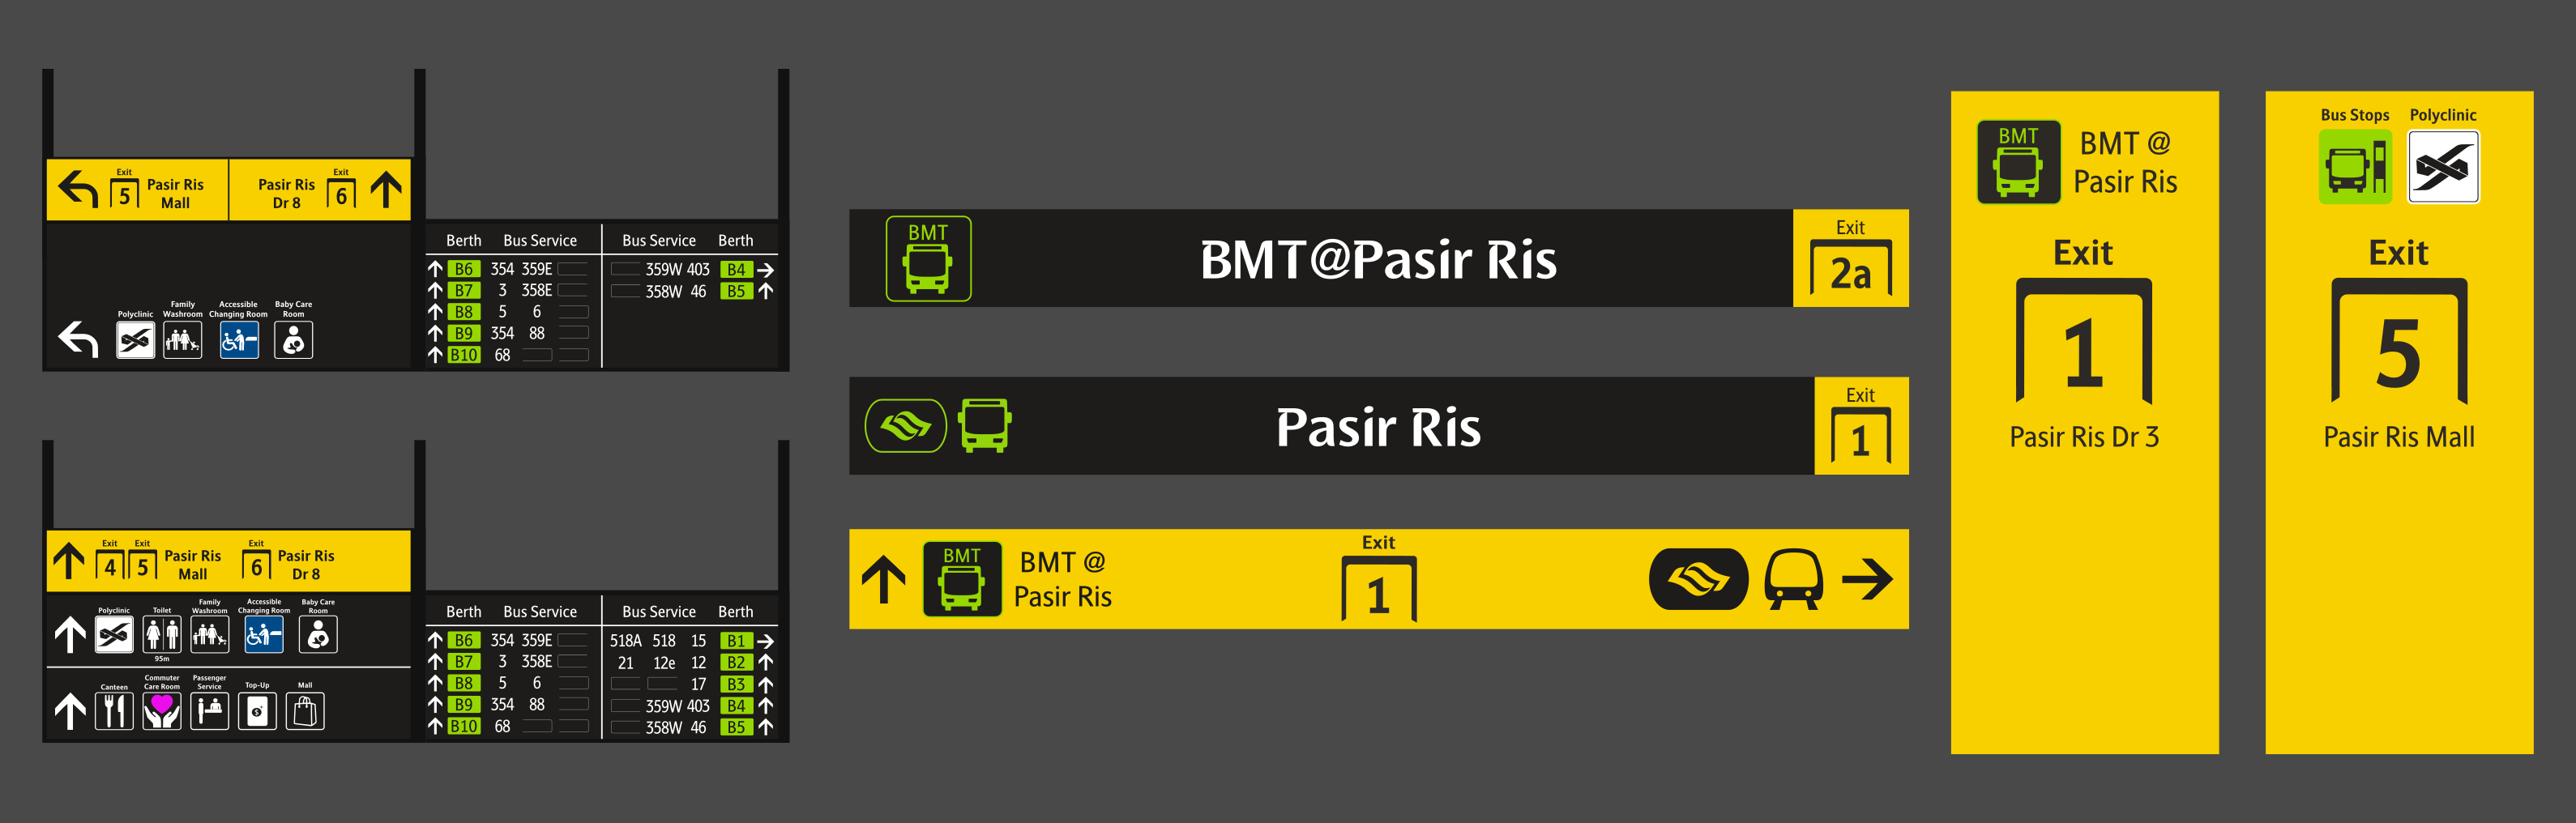 Exit
5
Pasir Ris
Mall
Pasir Ris
Dr 8
Exit
6
Polyclinic
Family
Washroom
Accessible
Changing Room
Baby Care
Room
Berth Bus Service Bus Service Berth
B6 354 359E 359W 403 B4
B7 3 358E 358W 46 B5
B8 5 6
B9 354 88
B10 68
Exit Exit
4 5
Pasir Ris
Mall
Exit
6
Pasir Ris
Dr 8
Polyclinic
Toilet
95m
Family
Washroom
Accessible
Changing Room
Baby Care
Room
Canteen
Commuter
Care Room
Passenger
Service
Top-Up
$
Mall
Berth Bus Service Bus Service Berth
B6 354 359E 518A 518 15 B1
B7 3 358E 21 12e 12 B2
B8 5 6 17 B3
B9 354 88 359W 403 B4
B10 68 358W 46 B5
BMT
BMT@Pasir Ris
Exit
2a
Pasir Ris
Exit
1
BMT
BMT @
Pasir Ris
Exit
1
BMT
BMT @
Pasir Ris
Exit
1
Pasir Ris Dr 3
Bus Stops
Polyclinic
Exit
5
Pasir Ris Mall